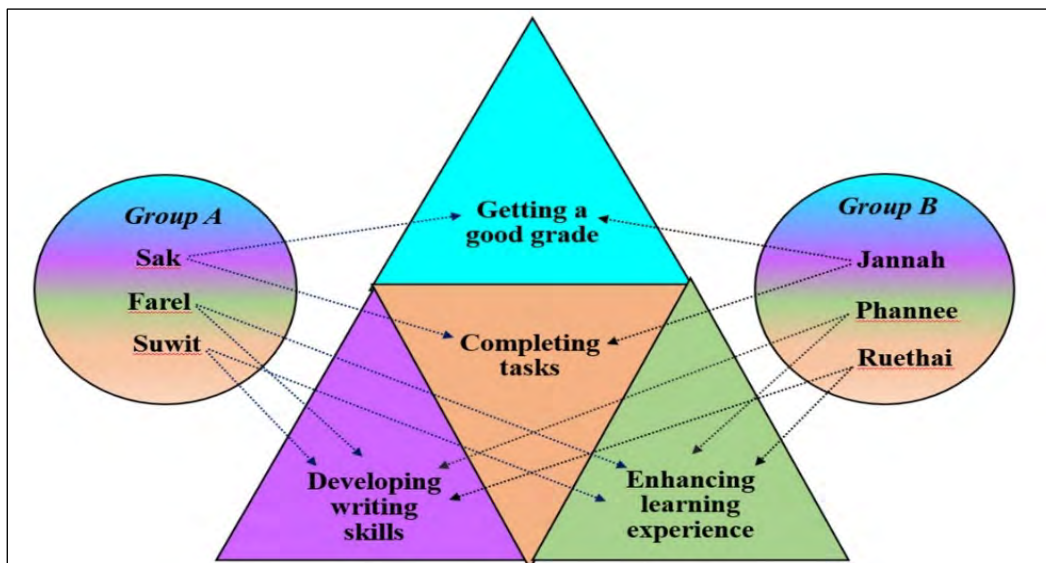 Group A
Sak
Farel
Suwit
Getting a
good grade
Completing
tasks
Developing
writing
skills
Enhancing
learning
experience
Group B
Jannah
Phannee
Ruethai